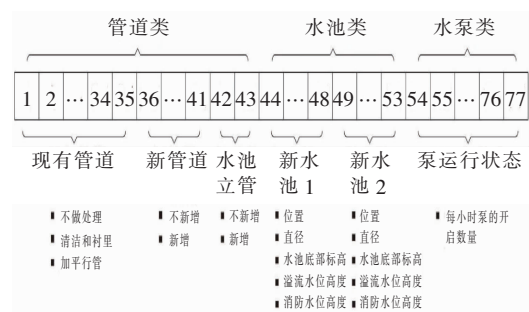 管道类 水池类 水泵类
1 2 … 34 35 36 … 41 42 43 44 … 48 49 … 53 54 55 … 76 77
现有管道 新管道 水池立管 新水池 1 新水池 2 泵运行状态
▪ 不做处理
▪ 清洁和衬里
▪ 加平行管
▪ 不新增
▪ 新增
▪ 不新增
▪ 新增
▪ 位置
▪ 直径
▪ 水池底部标高
▪ 溢流水位高度
▪ 消防水位高度
▪ 位置
▪ 直径
▪ 水池底部标高
▪ 溢流水位高度
▪ 消防水位高度
▪ 每小时泵的开
启数量